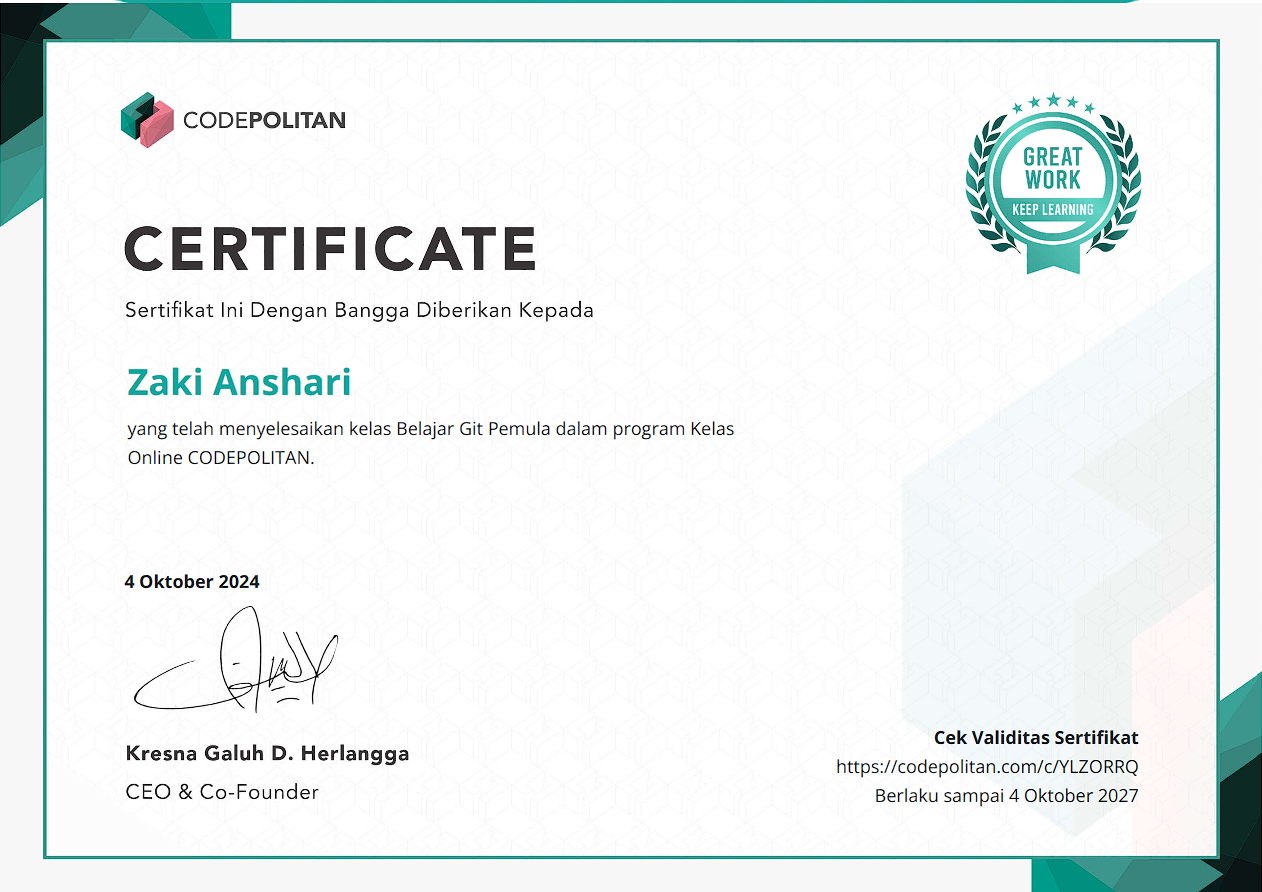 CODEPOLITAN
GREAT
WORK
KEEP LEARNING
CERTIFICATE
Sertifikat Ini Dengan Bangga Diberikan Kepada
Zaki Anshari
yang telah menyelesaikan kelas Belajar Git Pemula dalam program Kelas
Online CODEPOLITAN.
4 Oktober 2024
Kresna Galuh D. Herlangga
CEO & Co-Founder
Cek Validitas Sertifikat
https://codepolitan.com/c/YLZORRQ
Berlaku sampai 4 Oktober 2027